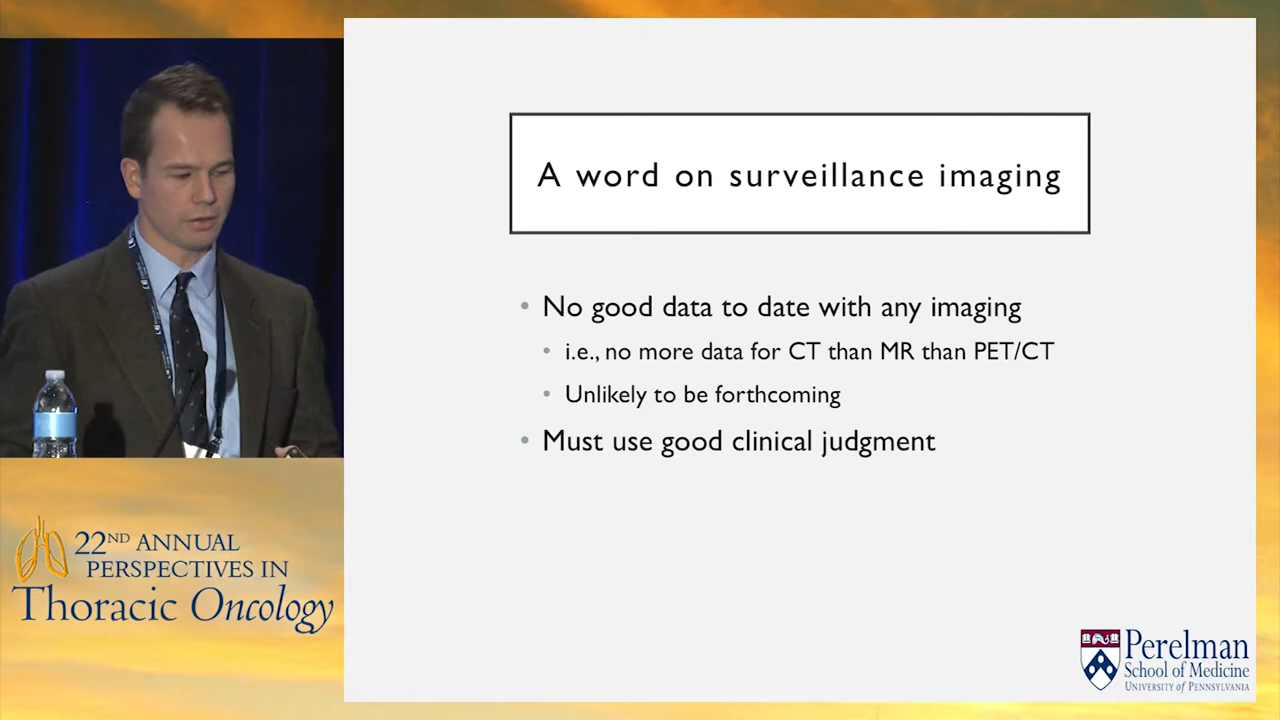 A word on surveillance imaging
• No good data to date with any imaging
• i.e., no more data for CT than MR than PET/CT
• Unlikely to be forthcoming
• Must use good clinical judgment
22ND ANNUAL
PERSPECTIVES IN
Thoracic Oncology
Perelman
School of Medicine
UNIVERSITY of PENNSYLVANIA